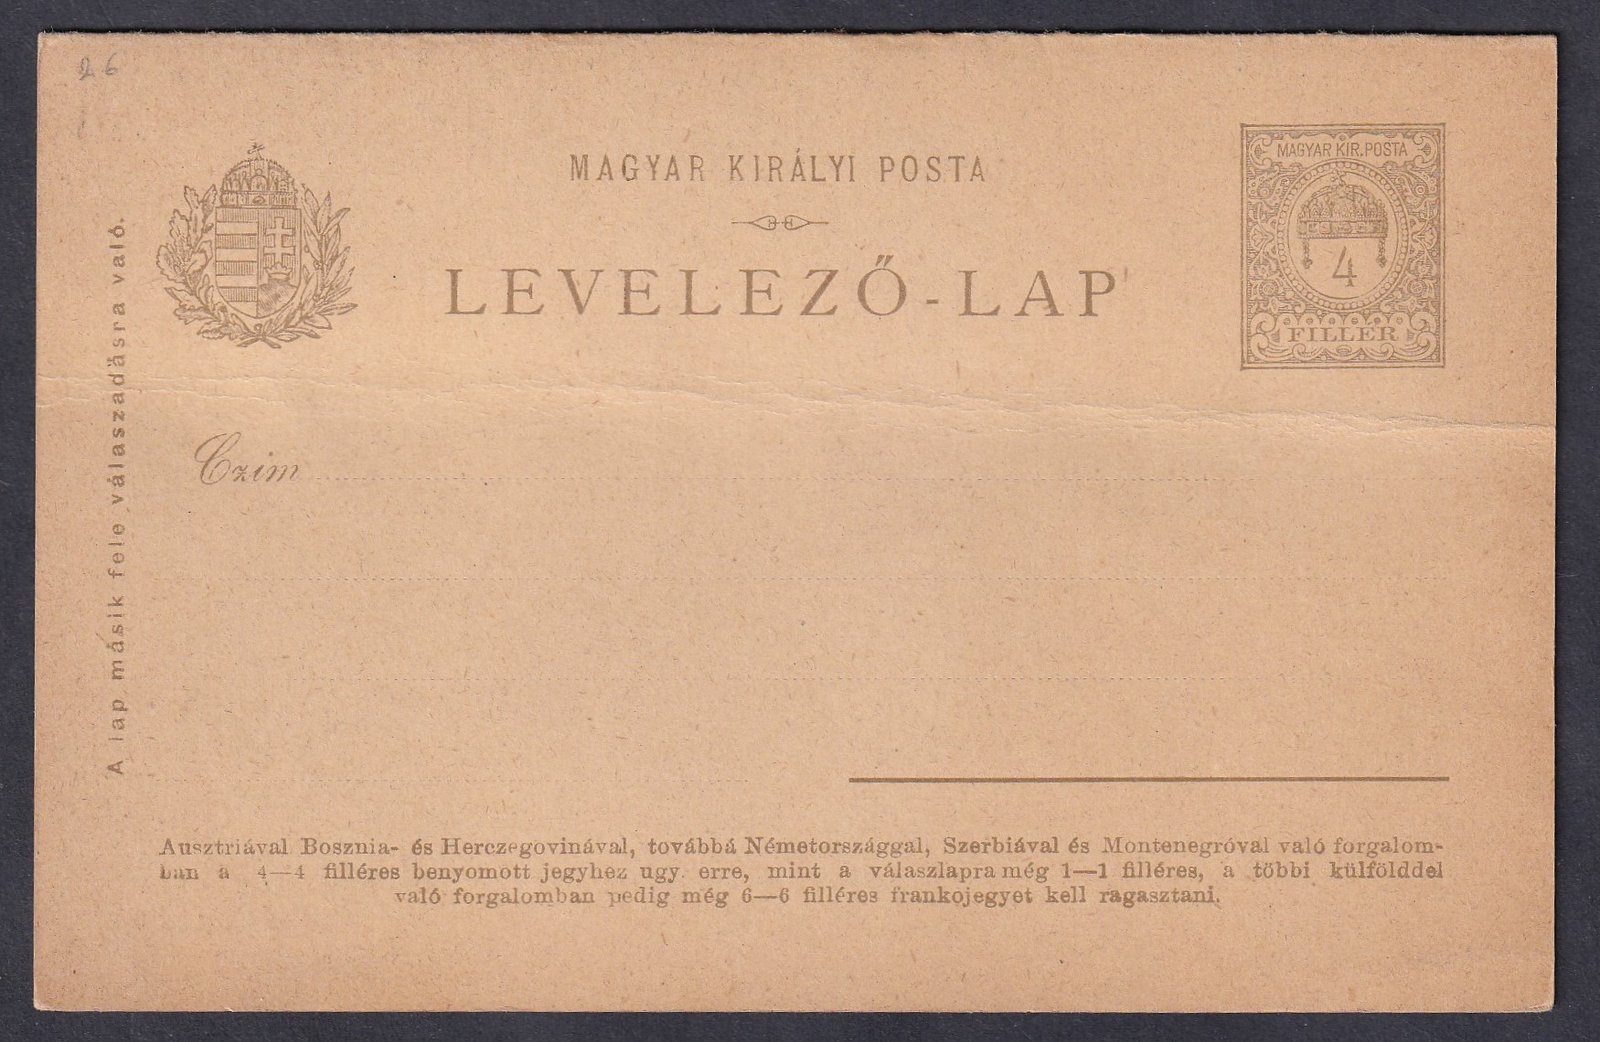 26
MAGYAR KIRÁLYI POSTA
LEVELEZŐ-LAP
MAGYAR KIR. POSTA
4
FILLÉR
A lap másik fele válaszadásra való.
Czim
Ausztriával Bosznia- és Herczegovinával, továbbá Németországgal, Szerbiával és Montenegróval való forgalom-
ban a 4—4 filléres benyomott jegyhez ugy erre, mint a válaszlapra még 1—1 filléres, a többi külfölddel
való forgalomban pedig még 6—6 filléres frankojegyet kell ragasztani.